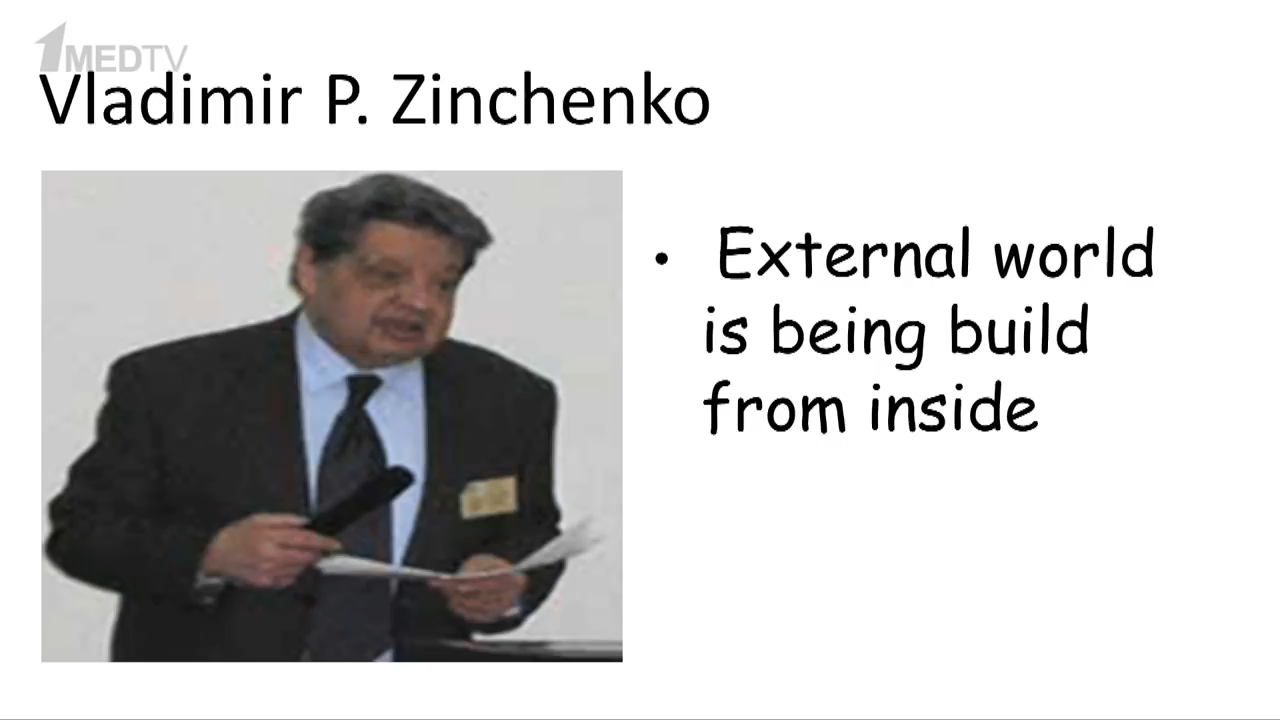 1MEDTV
Vladimir P. Zinchenko
• External world
is being build
from inside